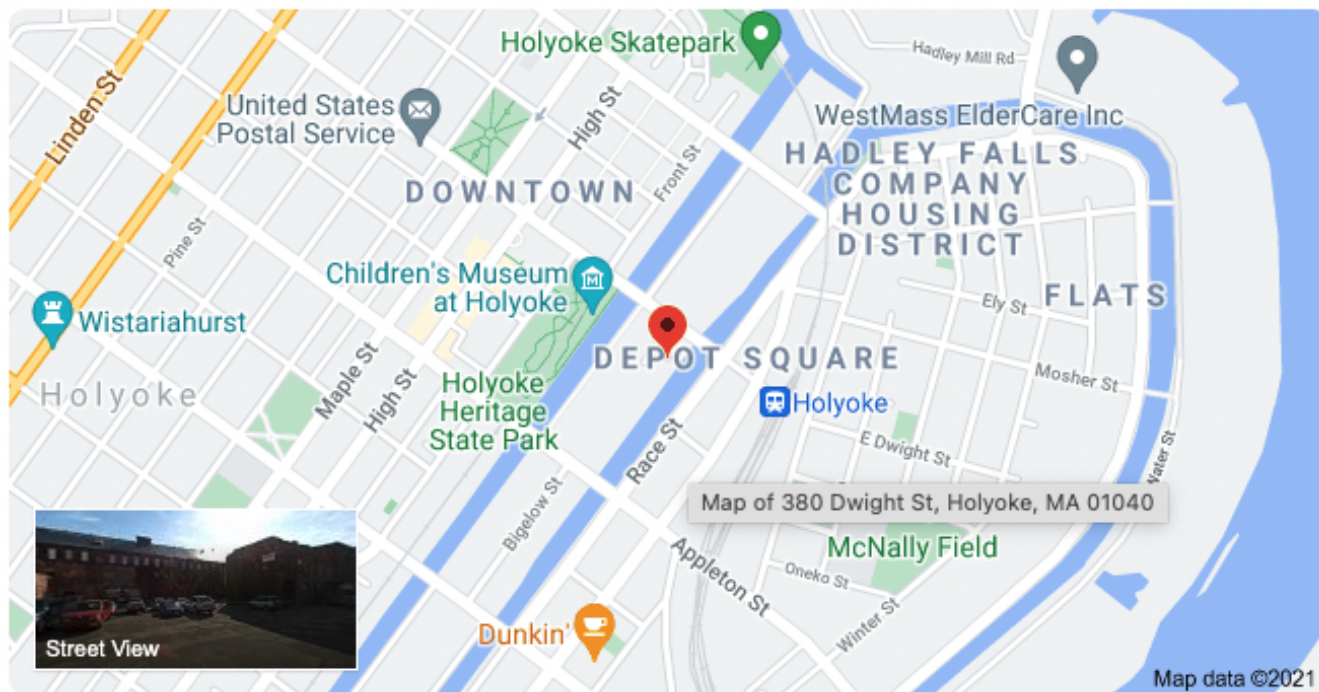 Holyoke Skatepark
Hadley Mill Rd
Linden St
United States
Postal Service
High St
WestMass ElderCare Inc
HADLEY FALLS
COMPANY
HOUSING
DISTRICT
Front St
DOWNTOWN
Pine St
Children's Museum
at Holyoke
Ely St
FLATS
Wistariahurst
DEPOT SQUARE
Maple St
High St
Holyoke
Holyoke
Heritage
State Park
Holyoke
Mosher St
Race St
E Dwight St
Water St
Map of 380 Dwight St, Holyoke, MA 01040
Bigelow St
McNally Field
Appleton St
Oneko St
Winter St
Dunkin'
Street View
Map data ©2021